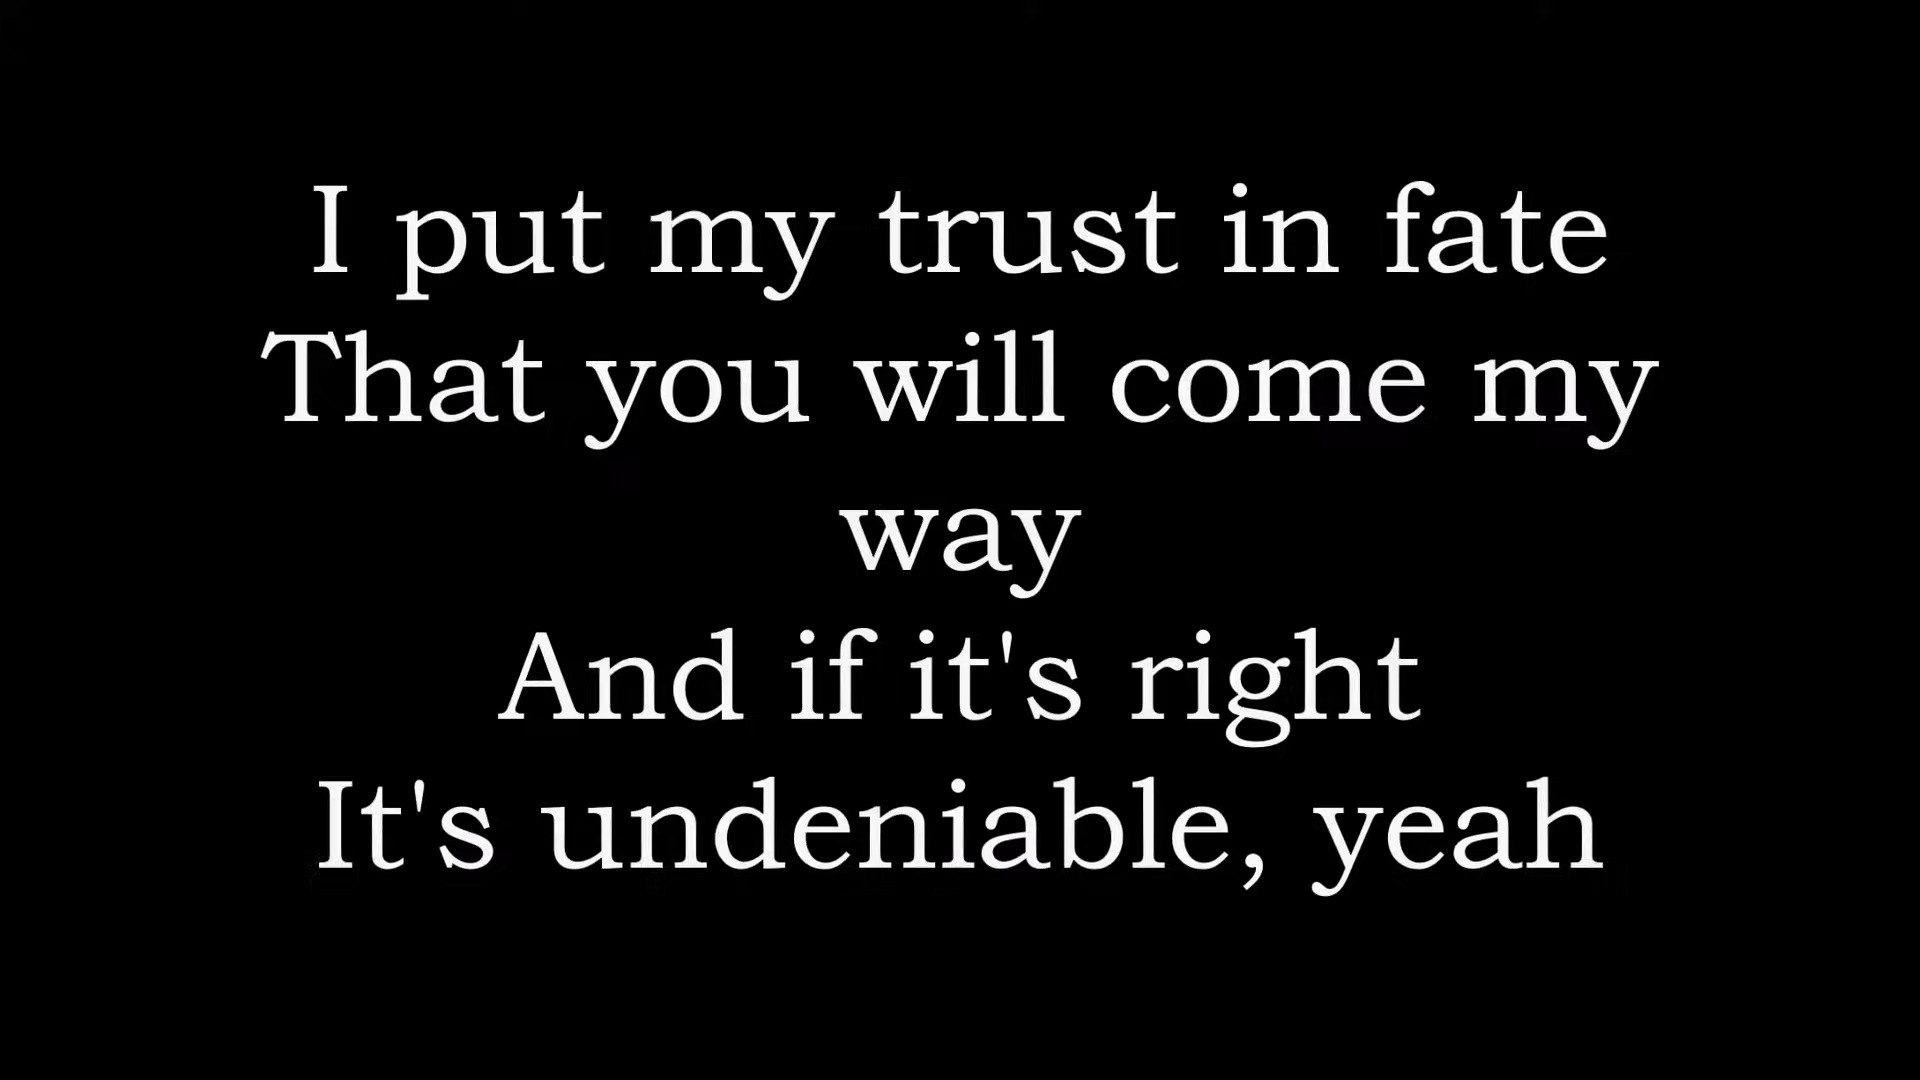 I put my trust in fate
That you will come my
way
And if it's right
It's undeniable, yeah